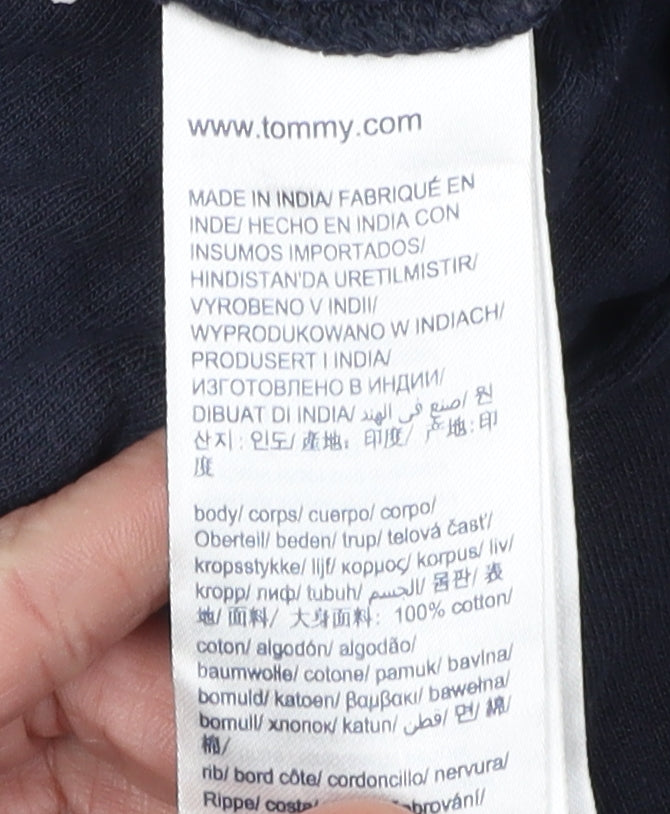 www.tommy.com
MADE IN INDIA/ FABRIQUÉ EN
INDE/ HECHO EN INDIA CON
INSUMOS IMPORTADOS/
HINDISTAN'DA URETILMISTIR/
VYROBENO V INDII/
WYPRODUKOWANO W INDIACH/
PRODUSERT I INDIA/
ИЗГОТОВЛЕНО В ИНДИИ/
DIBUAT DI INDIA/ صنع في الهند/ 원
산지: 인도/ 產地: 印度/ 产地:印
度
body/ corps/ cuerpo/ corpo/
Oberteil/ beden/ trup/ telová časť/
kropsstykke/ lijf/ κορμος/ korpus/ liv/
kropp/ лиф/ tubuh/ الجسم/ 몸판/ 表
地/ 面料/ 大身面料: 100% cotton/
coton/ algodón/ algodão/
baumwolle/ cotone/ pamuk/ bavlna/
bomuld/ katoen/ βαμβακι/ bawełna/
bomull/ хлопок/ katun/ قطن/ 면/ 綿/
棉/
rib/ bord côte/ cordoncillo/ nervura/
Rippe/ costa/